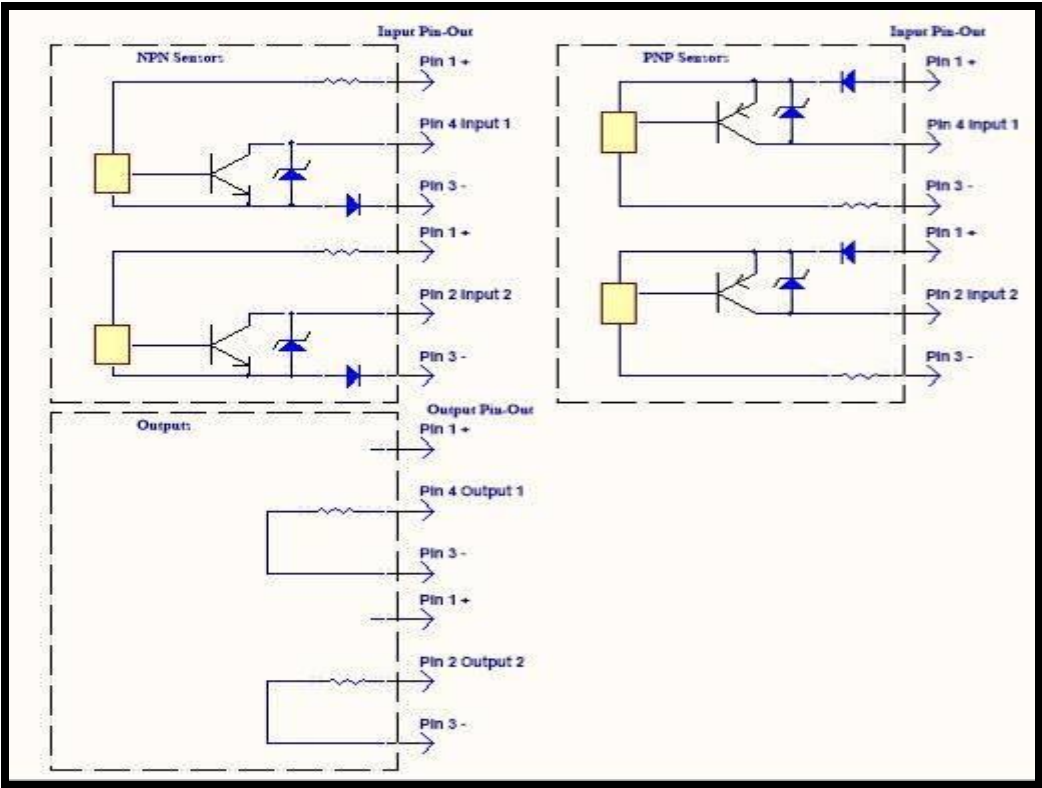 Input Pin-Out
NPN Sensors
Pin 1 +
Pin 4 Input 1
Pin 3 -
Pin 1 +
Pin 2 Input 2
Pin 3 -
Input Pin-Out
PNP Sensors
Pin 1 +
Pin 4 Input 1
Pin 3 -
Pin 1 +
Pin 2 Input 2
Pin 3 -
Output Pin-Out
Outputs
Pin 1 +
Pin 4 Output 1
Pin 3 -
Pin 1 +
Pin 2 Output 2
Pin 3 -